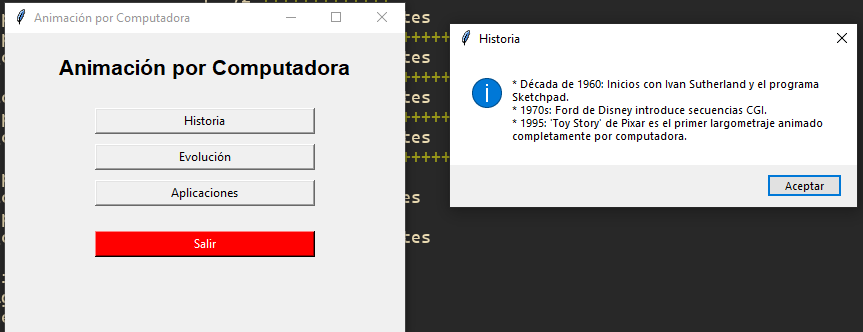 Animación por Computadora
Animación por Computadora
Historia
Evolución
Aplicaciones
Salir
Historia
* Década de 1960: Inicios con Ivan Sutherland y el programa
Sketchpad.
* 1970s: Ford de Disney introduce secuencias CGI.
* 1995: 'Toy Story' de Pixar es el primer largometraje animado
completamente por computadora.
Aceptar